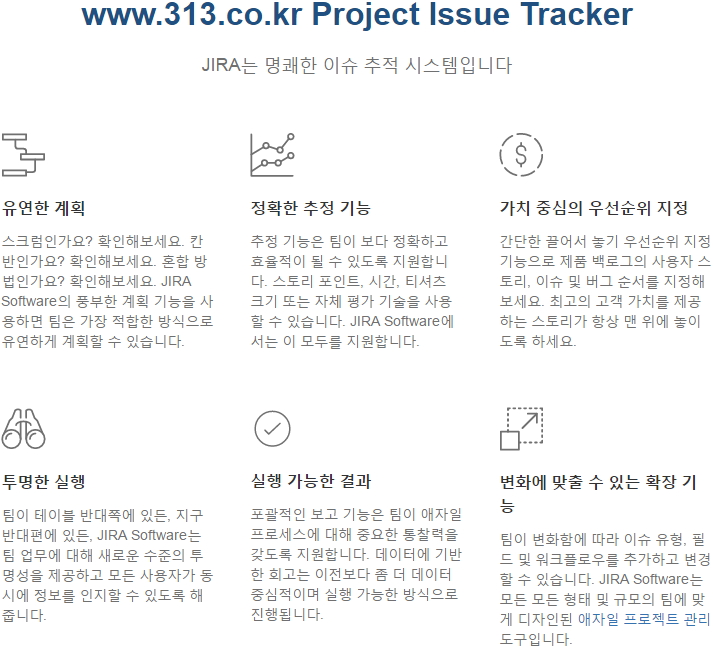 www.313.co.kr Project Issue Tracker
JIRA는 명쾌한 이슈 추적 시스템입니다
유연한 계획
스크럼인가요? 확인해보세요. 칸
반인가요? 확인해보세요. 혼합 방
법인가요? 확인해보세요. JIRA
Software의 풍부한 계획 기능을 사
용하면 팀은 가장 적합한 방식으로
유연하게 계획할 수 있습니다.
정확한 추정 기능
추정 기능은 팀이 보다 정확하고
효율적이 될 수 있도록 지원합니
다. 스토리 포인트, 시간, 티셔츠
크기 또는 자체 평가 기술을 사용
할 수 있습니다. JIRA Software에
서는 이 모두를 지원합니다.
가치 중심의 우선순위 지정
간단한 끌어서 놓기 우선순위 지정
기능으로 제품 백로그의 사용자 스
토리, 이슈 및 버그 순서를 지정해
보세요. 최고의 고객 가치를 제공
하는 스토리가 항상 맨 위에 놓이
도록 하세요.
투명한 실행
팀이 테이블 반대쪽에 있든, 지구
반대편에 있든, JIRA Software는
팀 업무에 대해 새로운 수준의 투
명성을 제공하고 모든 사용자가 동
시에 정보를 인지할 수 있도록 해
줍니다.
실행 가능한 결과
포괄적인 보고 기능은 팀이 애자일
프로세스에 대해 중요한 통찰력을
갖도록 지원합니다. 데이터에 기반
한 회고는 이전보다 좀 더 데이터
중심적이며 실행 가능한 방식으로
진행됩니다.
변화에 맞출 수 있는 확장 기
능
팀이 변화함에 따라 이슈 유형, 필
드 및 워크플로우를 추가하고 변경
할 수 있습니다. JIRA Software는
모든 모든 형태 및 규모의 팀에 맞
게 디자인된 애자일 프로젝트 관리
도구입니다.